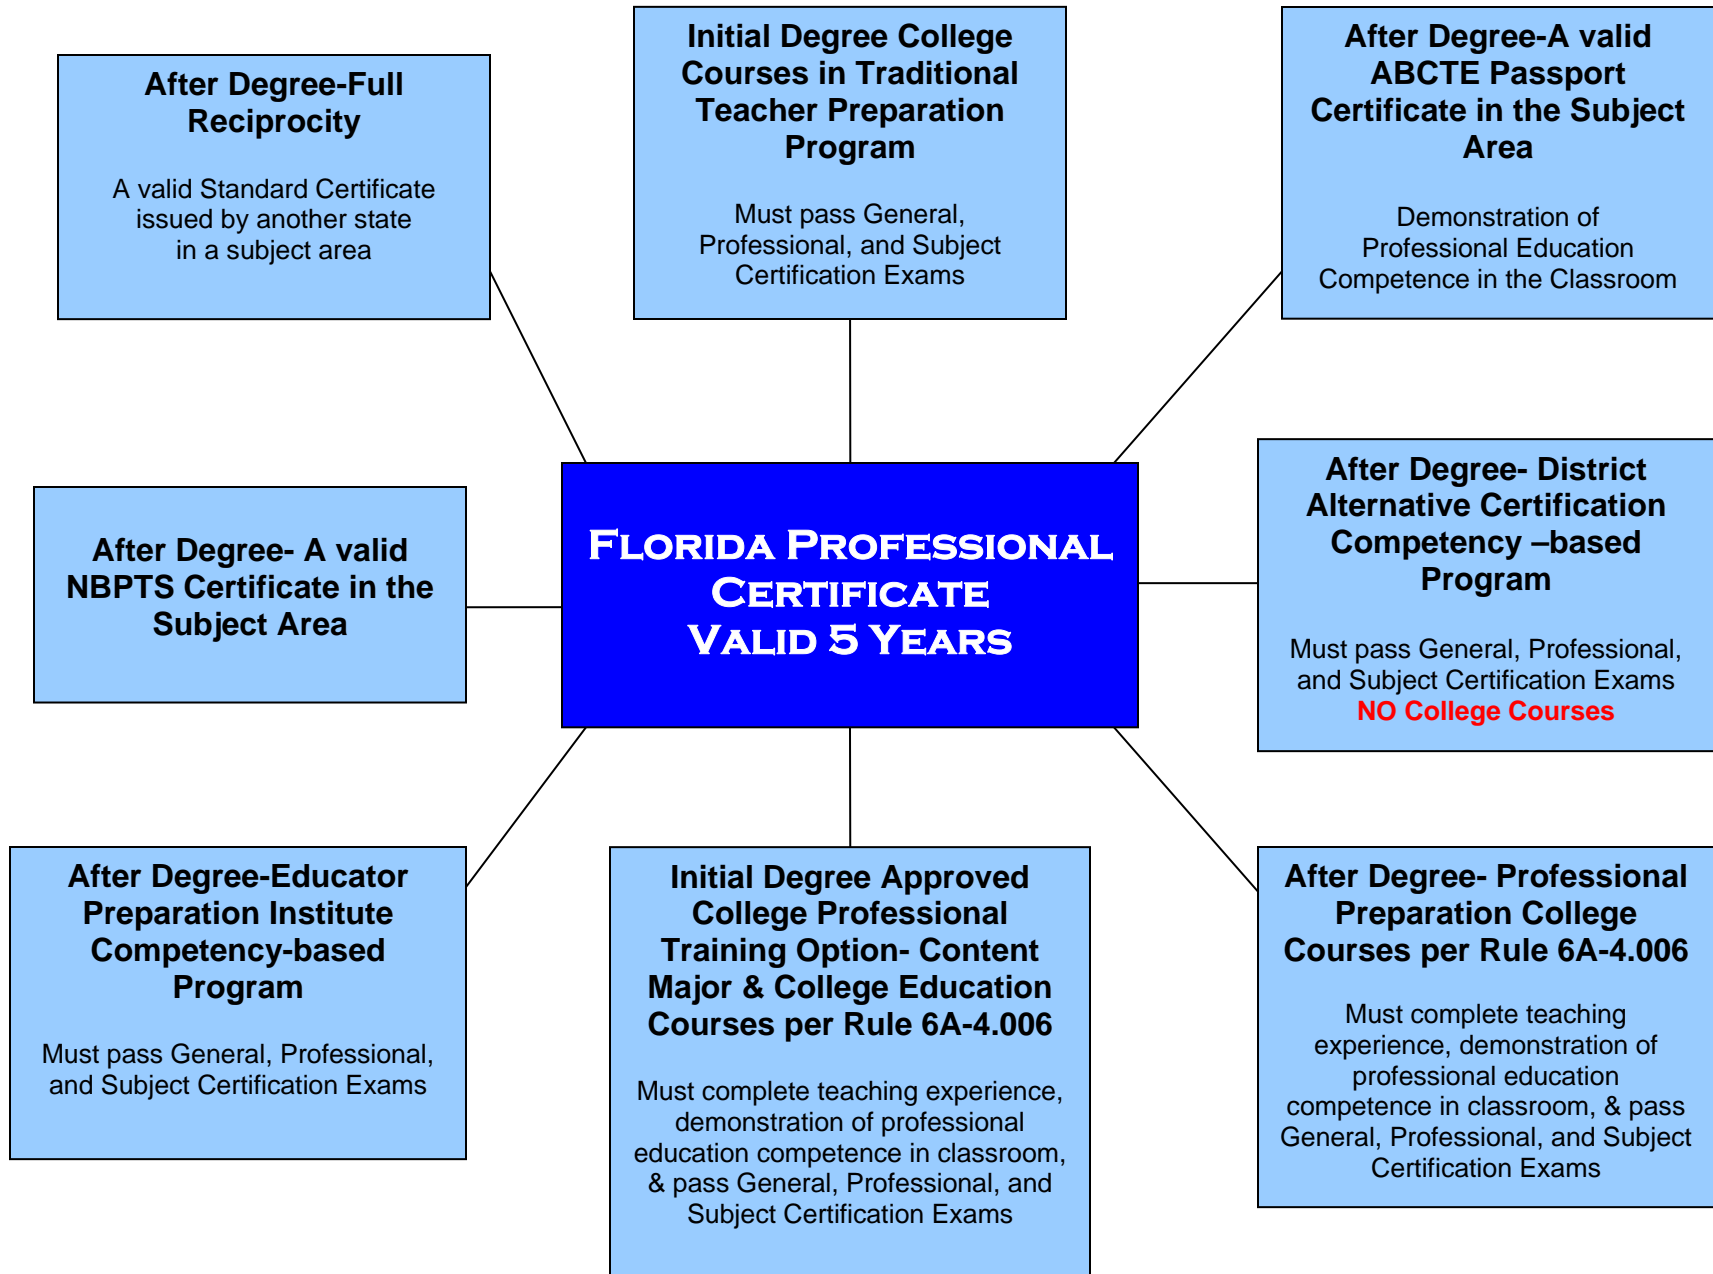 After Degree-Full
Reciprocity
A valid Standard Certificate
issued by another state
in a subject area
Initial Degree College
Courses in Traditional
Teacher Preparation
Program
Must pass General,
Professional, and Subject
Certification Exams
After Degree-A valid
ABCTE Passport
Certificate in the Subject
Area
Demonstration of
Professional Education
Competence in the Classroom
After Degree- A valid
NBPTS Certificate in the
Subject Area
FLORIDA PROFESSIONAL
CERTIFICATE
VALID 5 YEARS
After Degree- District
Alternative Certification
Competency –based
Program
Must pass General, Professional,
and Subject Certification Exams
NO College Courses
After Degree-Educator
Preparation Institute
Competency-based
Program
Must pass General, Professional,
and Subject Certification Exams
Initial Degree Approved
College Professional
Training Option- Content
Major & College Education
Courses per Rule 6A-4.006
Must complete teaching experience,
demonstration of professional
education competence in classroom,
& pass General, Professional, and
Subject Certification Exams
After Degree- Professional
Preparation College
Courses per Rule 6A-4.006
Must complete teaching
experience, demonstration of
professional education
competence in classroom, & pass
General, Professional, and Subject
Certification Exams